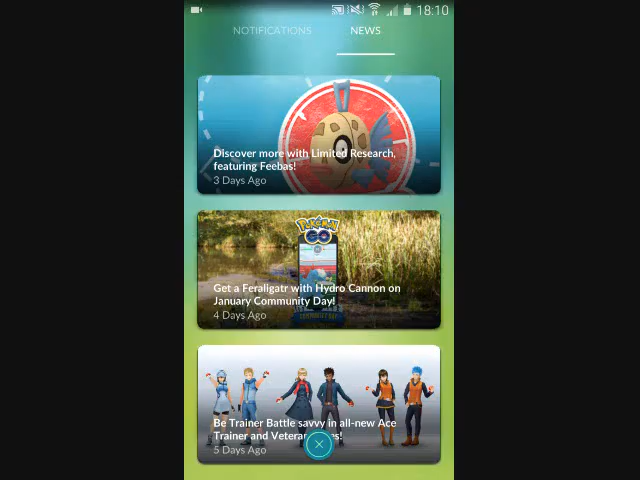 18:10
NOTIFICATIONS NEWS
Discover more with Limited Research,
featuring Feebas!
3 Days Ago
Pokémon
GO
Get a Feraligatr with Hydro Cannon on
January Community Day!
4 Days Ago
Be Trainer Battle savvy in all-new Ace
Trainer and
5 Days Ago